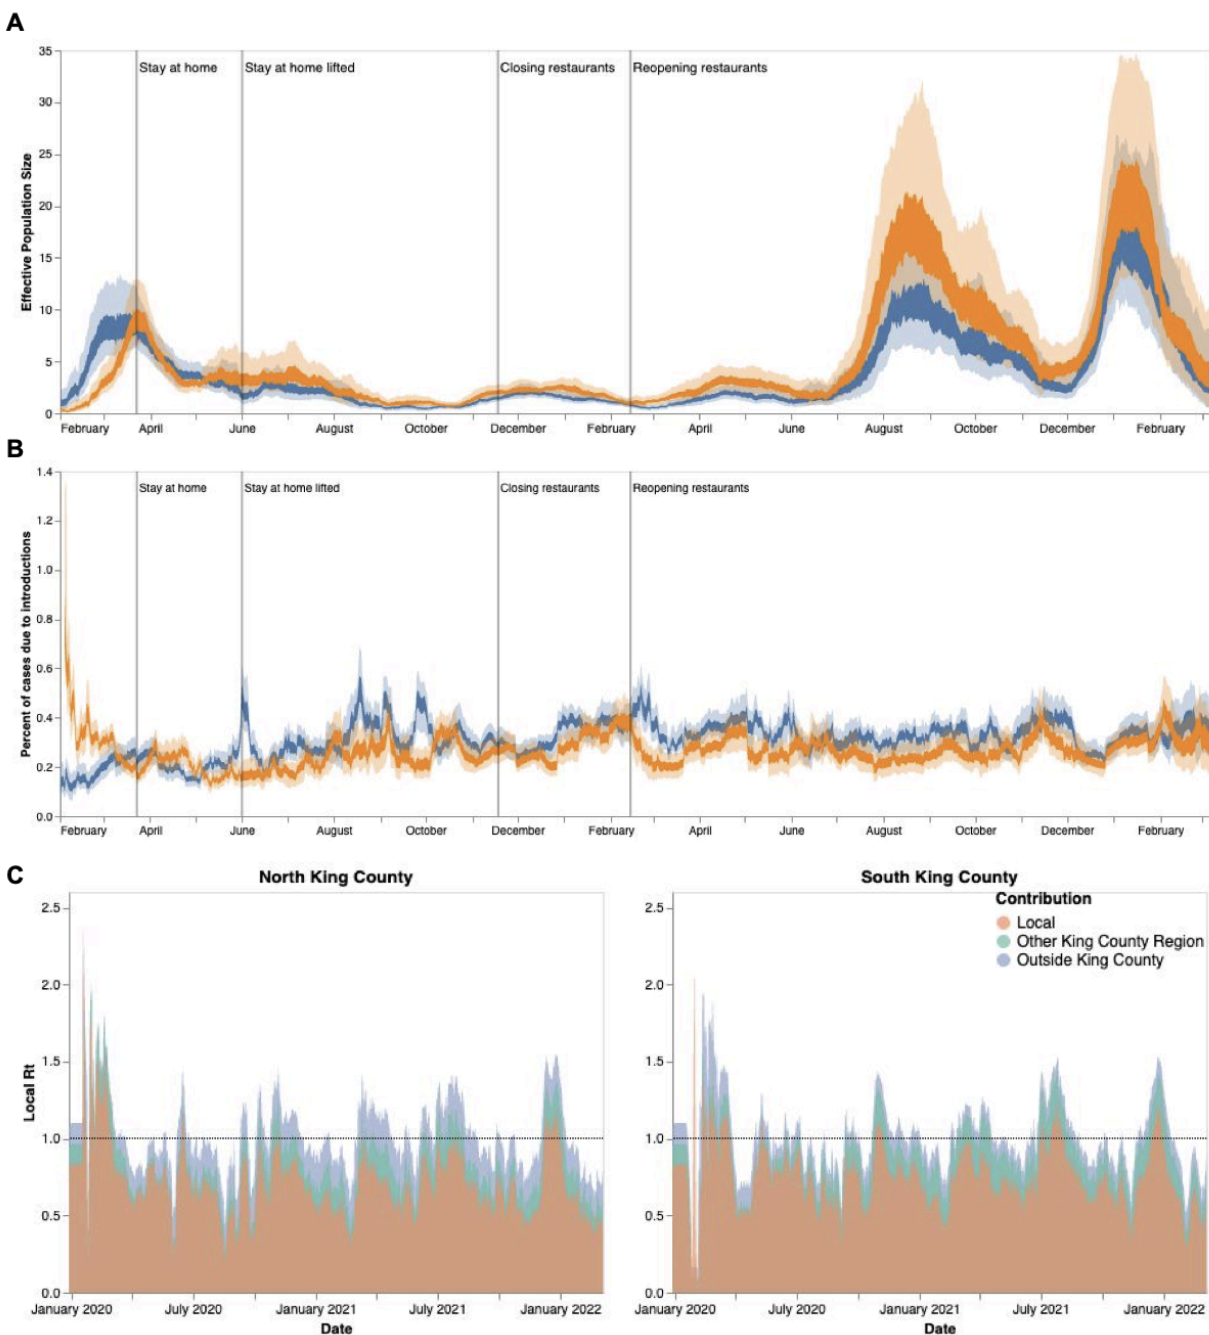 A
35
30
25
20
15
10
5
0
Effective Population Size
Stay at home
Stay at home lifted
Closing restaurants
Reopening restaurants
February April June August October December February April June August October December February
B
1.4
1.2
1.0
0.8
0.6
0.4
0.2
0.0
Percent of cases due to introductions
Stay at home
Stay at home lifted
Closing restaurants
Reopening restaurants
February April June August October December February April June August October December February
C
North King County
2.5
2.0
1.5
1.0
0.5
0.0
Local Rt
January 2020 July 2020 January 2021 July 2021 January 2022
Date
South King County
Contribution
Local
Other King County Region
Outside King County
2.5
2.0
1.5
1.0
0.5
0.0
January 2020 July 2020 January 2021 July 2021 January 2022
Date